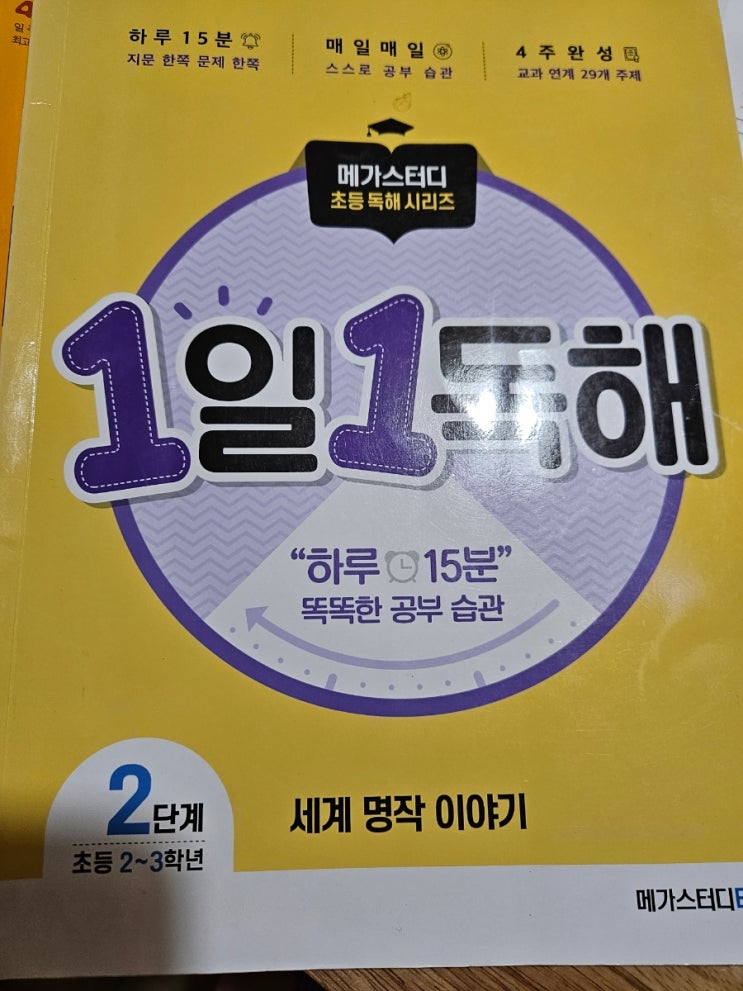 하루 15분
지문 한쪽 문제 한쪽
매일매일
스스로 공부 습관
4주완성
교과 연계 29개 주제
메가스터디
초등 독해 시리즈
1일1독해
“하루 15분”
똑똑한 공부 습관
2단계
초등 2~3학년
세계 명작 이야기
메가스터디